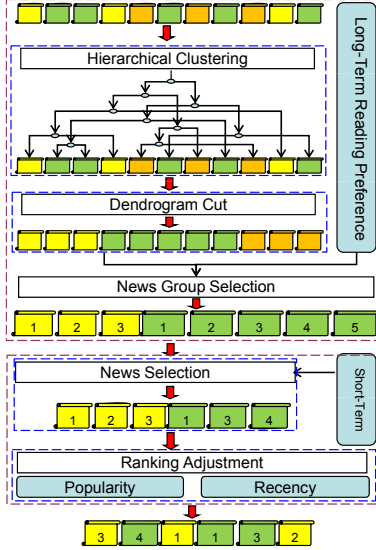 Hierarchical Clustering
Long-Term Reading Preference
Dendrogram Cut
News Group Selection
1 2 3 1 2 3 4 5
News Selection
Short-Term
1 2 3 1 3 4
Ranking Adjustment
Popularity Recency
3 4 1 1 3 2